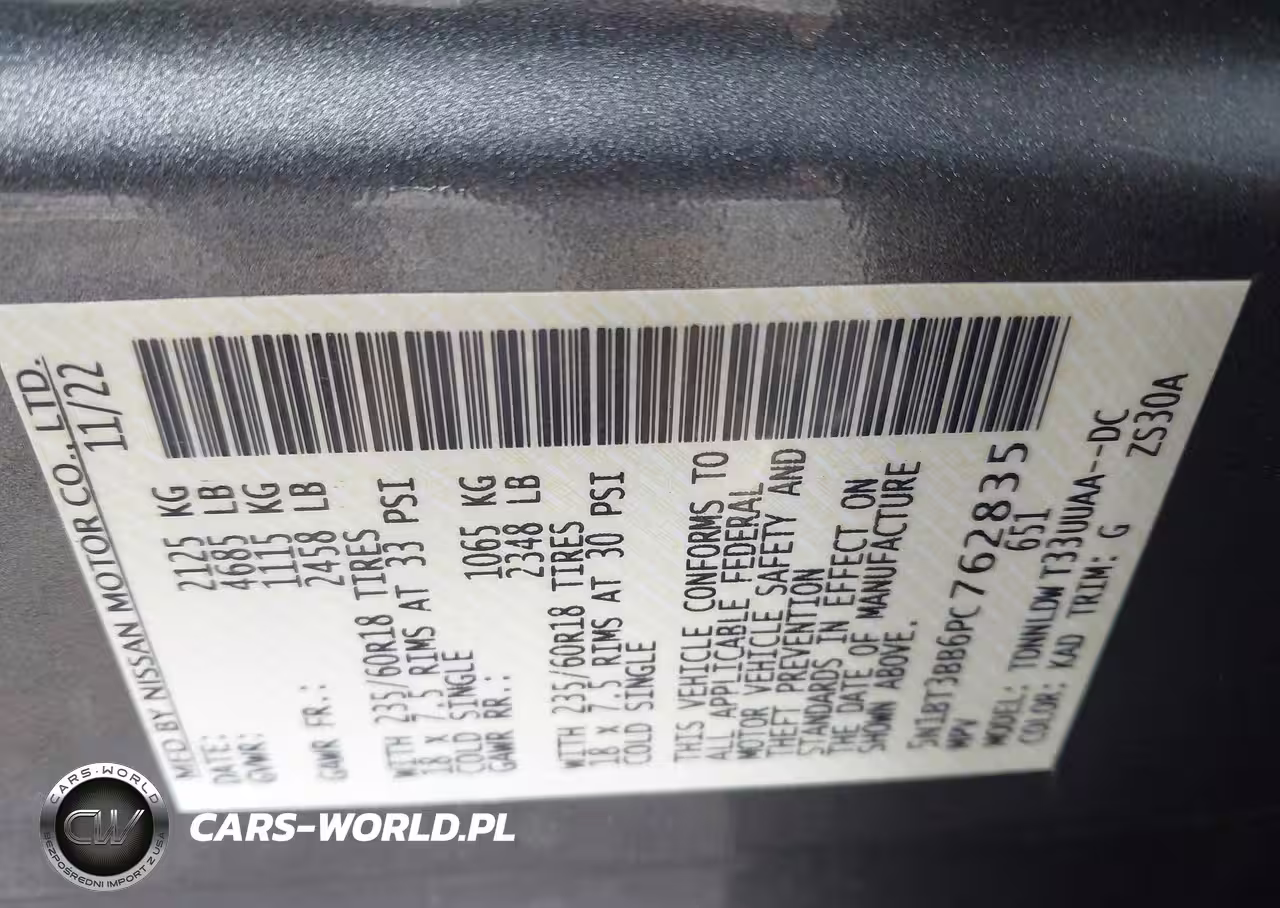 MFD BY NISSAN MOTOR CO., LTD.
DATE: 11/22
GVWR: 2125 KG
4685 LB
GAWR FR.: 1115 KG
2458 LB
WITH 235/60R18 TIRES
18 x 7.5 RIMS AT 33 PSI
COLD SINGLE
GAWR RR.: 1065 KG
2348 LB
WITH 235/60R18 TIRES
18 x 7.5 RIMS AT 30 PSI
COLD SINGLE
THIS VEHICLE CONFORMS TO
ALL APPLICABLE FEDERAL
MOTOR VEHICLE SAFETY AND
THEFT PREVENTION
STANDARDS IN EFFECT ON
THE DATE OF MANUFACTURE
SHOWN ABOVE.
5N1BT3BB6PC762835
MPV 651
MODEL: TONNLDW T33UUAA--DC
COLOR: KAD TRIM: G ZS30A
CARS-WORLD
CW
BEZPOŚREDNI IMPORT Z USA
CARS-WORLD.PL